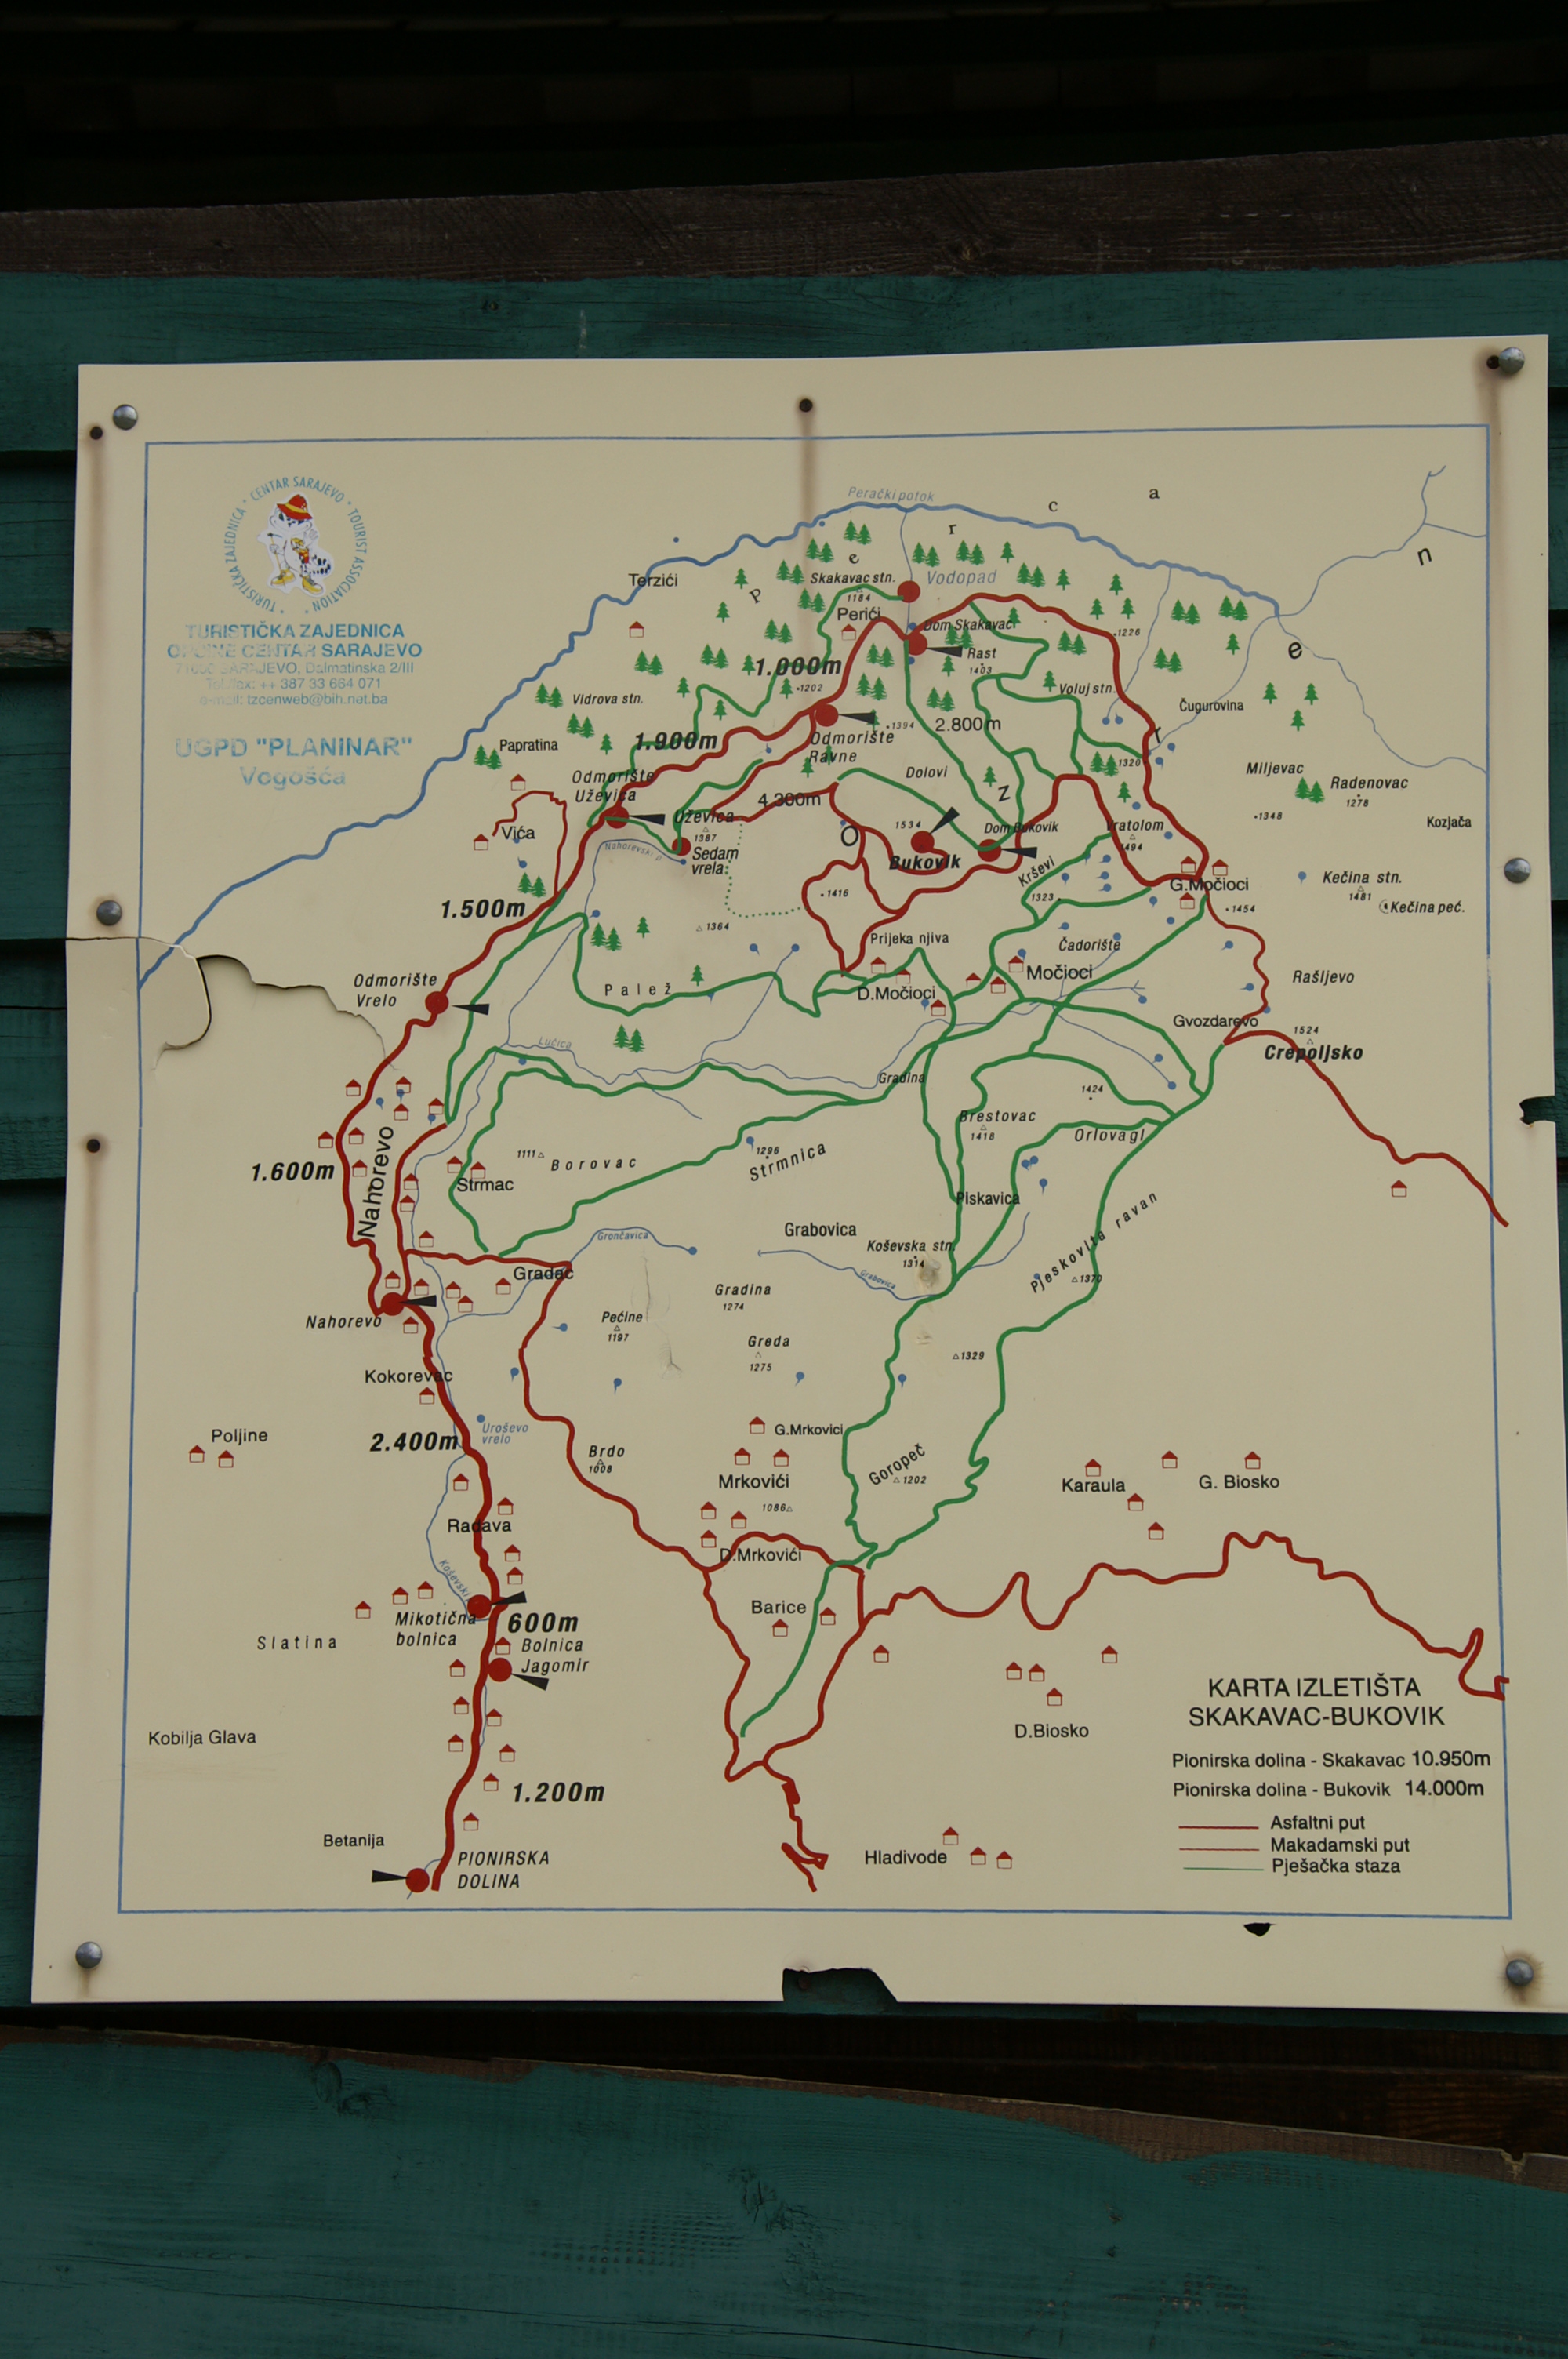 TURISTIČKA ZAJEDNICA * CENTAR SARAJEVO * TOURIST ASSOCIATION *
TURISTIČKA ZAJEDNICA
OPĆINE CENTAR SARAJEVO
71000 SARAJEVO, Dalmatinska 2/III
Tel./fax: ++ 387 33 664 071
e-mail: tzcenweb@bih.net.ba
UGPD "PLANINAR"
Vogošća
Perački potok
P e r c a
O z r e n
Terzići
Skakavac stn.
1184
Vodopad
Perići
Dom Skakavac
1226
Rast
1403
1.000m
1202
Vidrova stn.
Voluj stn.
Čugurovina
1394
2.800m
Papratina
1.900m
Odmorište
Ravne
Odmorište
Uževica
Dolovi
1320
Miljevac
Radenovac
1278
4.300m
Uževica
1387
1348
Kozjača
Vića
1534
Dom Bukovik
Vratolom
1494
Nahorevski p.
Sedam
vrela
Bukovik
Krševi
G.Močioci
Kečina stn.
1481
Kečina peć.
1416
1323
1454
1.500m
1364
Prijeka njiva
Čadorište
Odmorište
Vrelo
Palež
D.Močioci
Močioci
Rašljevo
Gvozdarevo
1524
Crepoljsko
Lučica
Gradina
1424
Brestovac
1418
Orlova gl
Nahorevo
1.600m
1111
Borovac
1296
Strmnica
Strmac
Piskavica
Pjeskovita ravan
1370
Grončavica
Grabovica
Koševska stn.
1314
Grabovica
Gradac
Gradina
1274
Nahorevo
Pećine
1197
Greda
1275
1329
Kokorevac
Uroševo
vrelo
2.400m
Poljine
G.Mrkovici
Brdo
1008
Mrkovići
Goropeč
1202
Karaula
G. Biosko
1086
Radava
D.Mrkovići
Koševski
Barice
Mikotična
bolnica
600m
Slatina
Bolnica
Jagomir
D.Biosko
Kobilja Glava
1.200m
Betanija
PIONIRSKA
DOLINA
Hladivode
KARTA IZLETIŠTA
SKAKAVAC-BUKOVIK
Pionirska dolina - Skakavac 10.950m
Pionirska dolina - Bukovik 14.000m
Asfaltni put
Makadamski put
Pješačka staza